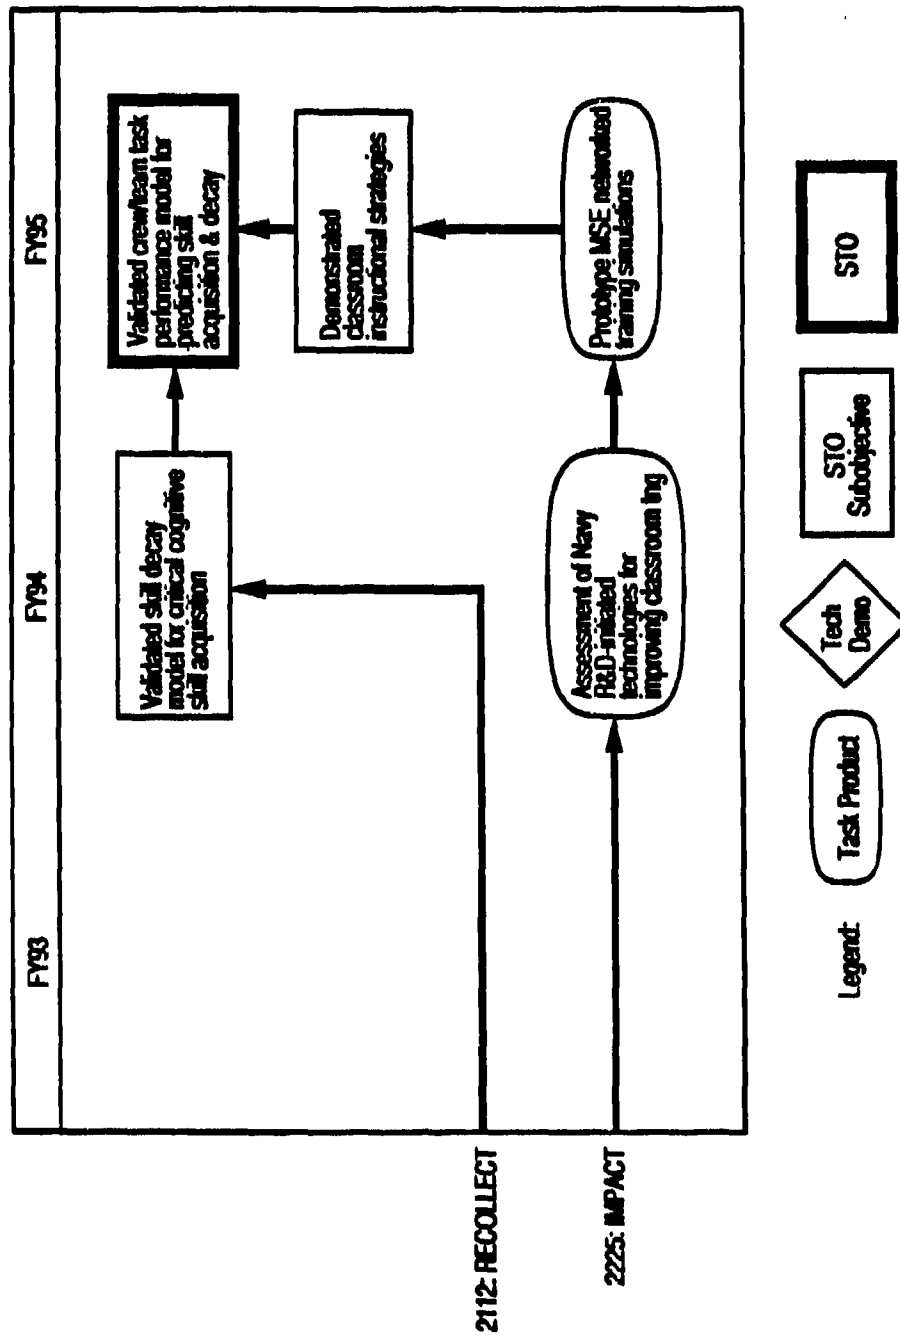 FY93
FY94
FY95
Validated crew/team task
performance model for
predicting skill
acquisition & decay
Validated skill decay
model for critical cognitive
skill acquisition
Demonstrated
classroom
instructional strategies
2112: RECOLLECT
2225: IMPACT
Assessment of Navy
R&D-initiated
technologies for
improving classroom tng
Prototype MSE networked
training simulations
Legend:
Task Product
Tech
Demo
STO
Subobjective
STO